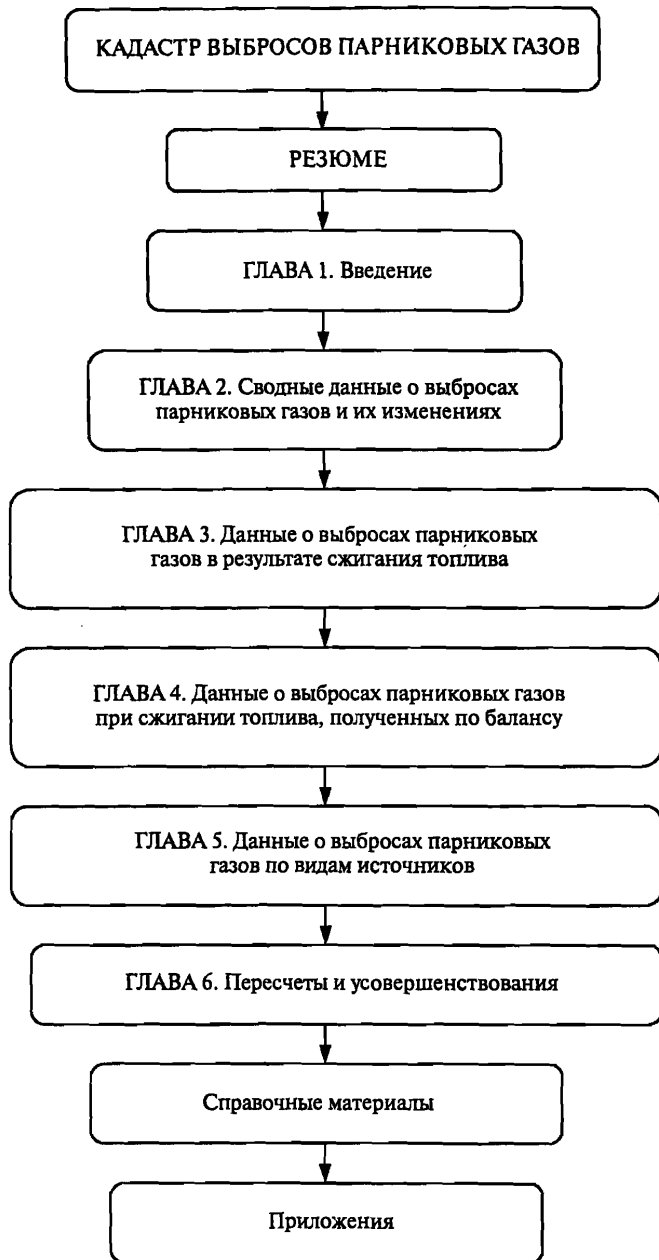 КАДАСТР ВЫБРОСОВ ПАРНИКОВЫХ ГАЗОВ
РЕЗЮМЕ
ГЛАВА 1. Введение
ГЛАВА 2. Сводные данные о выбросах
парниковых газов и их изменениях
ГЛАВА 3. Данные о выбросах парниковых
газов в результате сжигания топлива
ГЛАВА 4. Данные о выбросах парниковых газов
при сжигании топлива, полученных по балансу
ГЛАВА 5. Данные о выбросах парниковых
газов по видам источников
ГЛАВА 6. Пересчеты и усовершенствования
Справочные материалы
Приложения